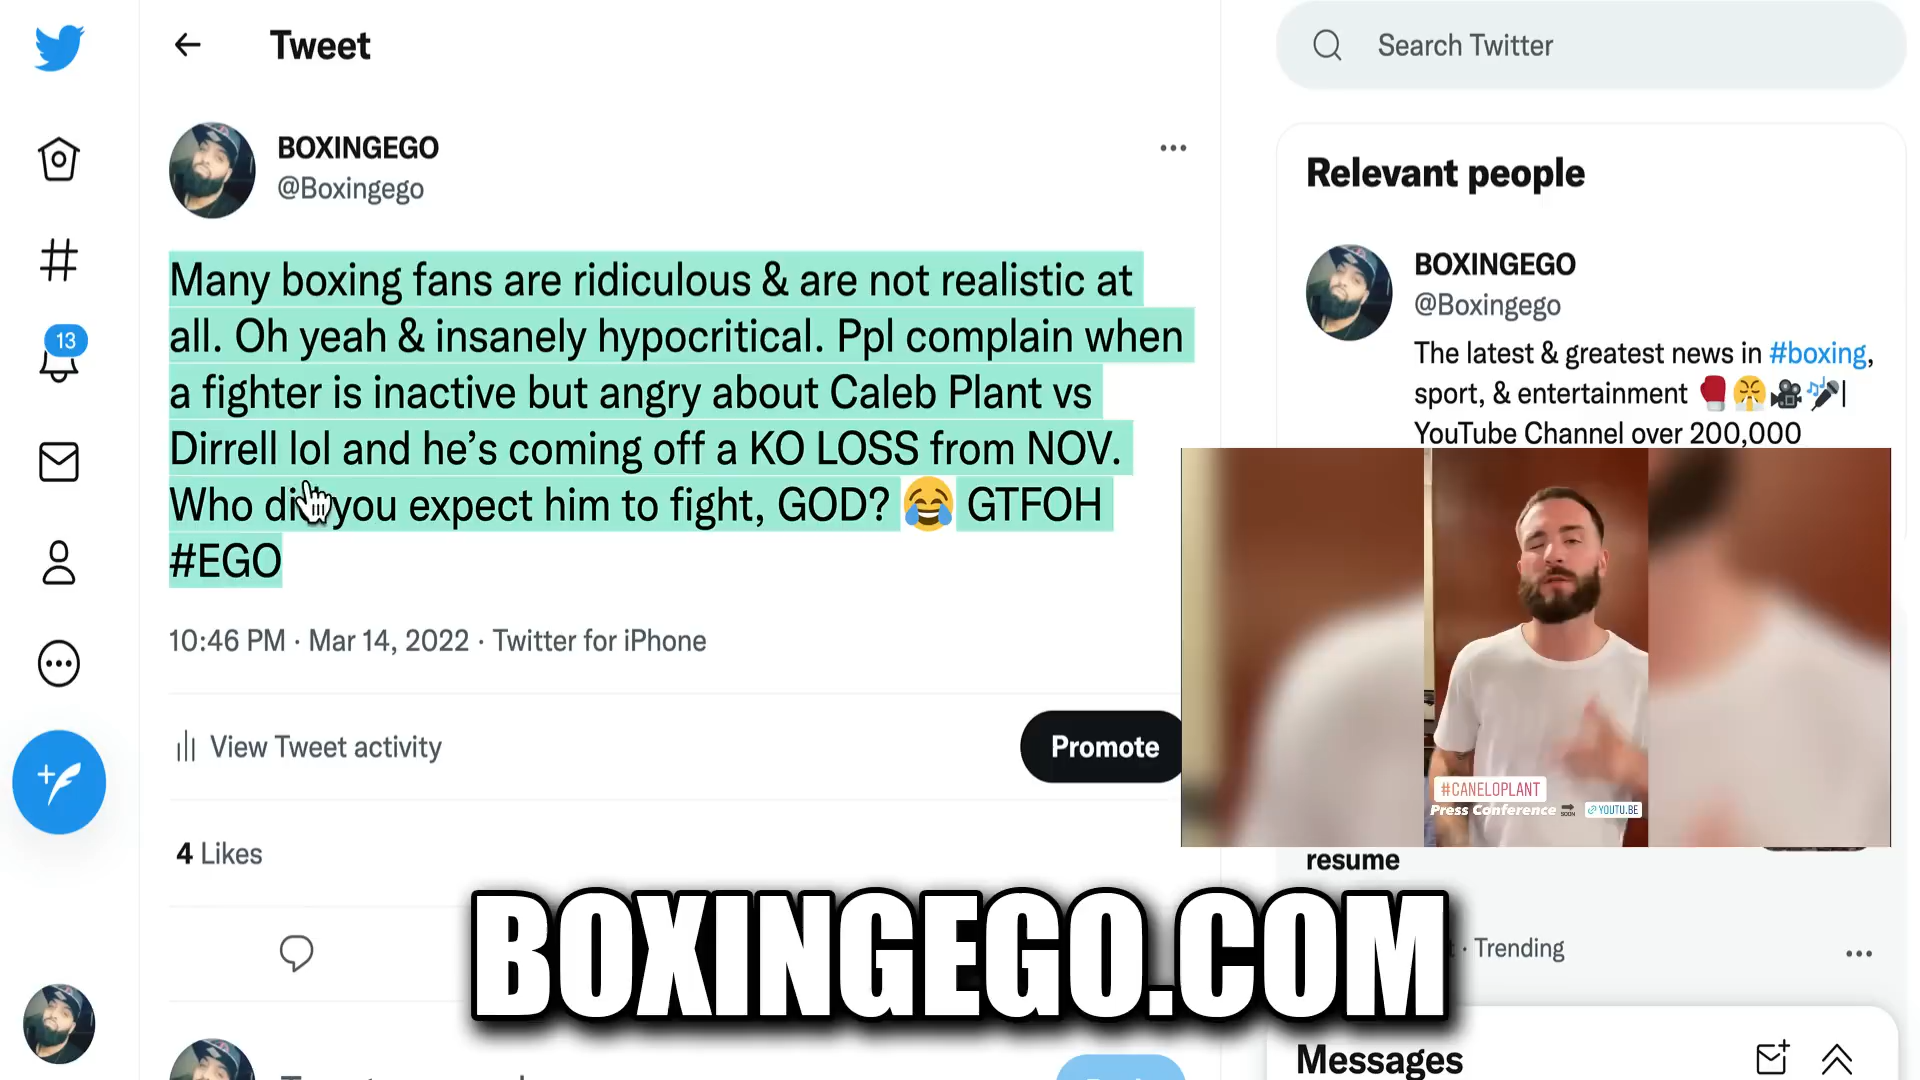 Tweet
Search Twitter
BOXINGEGO
@Boxingego
Many boxing fans are ridiculous & are not realistic at
all. Oh yeah & insanely hypocritical. Ppl complain when
a fighter is inactive but angry about Caleb Plant vs
Dirrell lol and he's coming off a KO LOSS from NOV.
Who did you expect him to fight, GOD? 😂 GTFOH
#EGO
10:46 PM · Mar 14, 2022 · Twitter for iPhone
View Tweet activity
Promote
4 Likes
Relevant people
BOXINGEGO
@Boxingego
The latest & greatest news in #boxing,
sport, & entertainment 🥊😤🎥🎤|
YouTube Channel over 200,000
13
#CANELOPLANT
Press Conference
SOON
YOUTU.BE
resume
· Trending
BOXINGEGO.COM
Messages